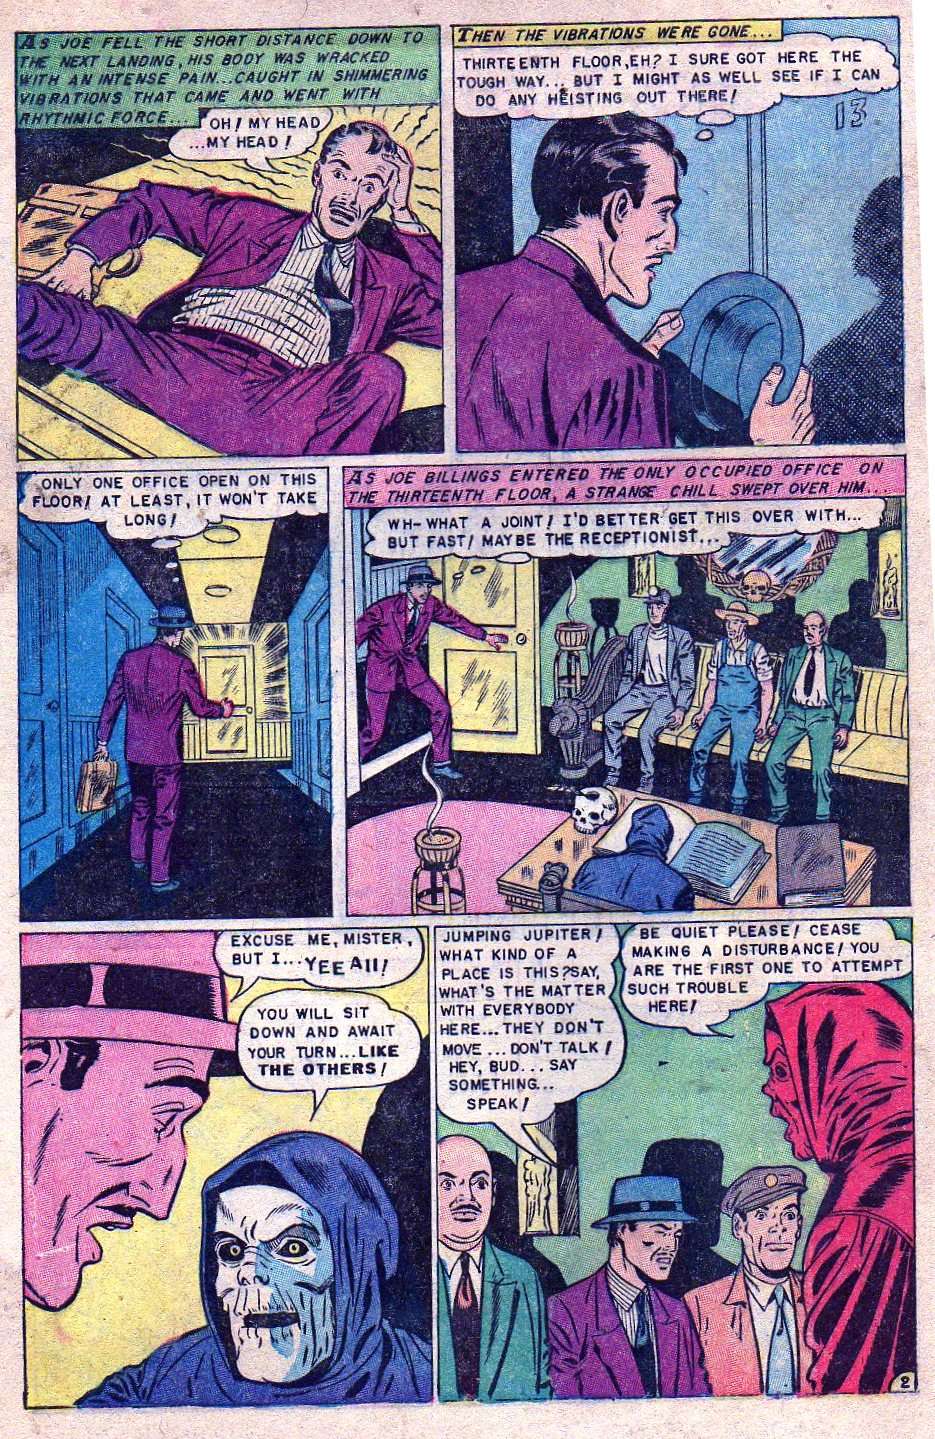 AS JOE FELL THE SHORT DISTANCE DOWN TO
THE NEXT LANDING, HIS BODY WAS WRACKED
WITH AN INTENSE PAIN...CAUGHT IN SHIMMERING
VIBRATIONS THAT CAME AND WENT WITH
RHYTHMIC FORCE...
OH! MY HEAD
...MY HEAD!
THEN THE VIBRATIONS WERE GONE...
THIRTEENTH FLOOR, EH? I SURE GOT HERE THE
TOUGH WAY... BUT I MIGHT AS WELL SEE IF I CAN
DO ANY HEISTING OUT THERE!
13
ONLY ONE OFFICE OPEN ON THIS
FLOOR! AT LEAST, IT WON'T TAKE
LONG!
AS JOE BILLINGS ENTERED THE ONLY OCCUPIED OFFICE ON
THE THIRTEENTH FLOOR, A STRANGE CHILL SWEPT OVER HIM.
WH-WHAT A JOINT! I'D BETTER GET THIS OVER WITH...
BUT FAST! MAYBE THE RECEPTIONIST...
EXCUSE ME, MISTER,
BUT I... YEEAII!
YOU WILL SIT
DOWN AND AWAIT
YOUR TURN...LIKE
THE OTHERS!
JUMPING JUPITER!
WHAT KIND OF A
PLACE IS THIS? SAY,
WHAT'S THE MATTER
WITH EVERYBODY
HERE... THEY DON'T
MOVE... DON'T TALK!
HEY, BUD... SAY
SOMETHING...
SPEAK!
BE QUIET PLEASE! CEASE
MAKING A DISTURBANCE! YOU
ARE THE FIRST ONE TO ATTEMPT
SUCH TROUBLE
HERE!
2